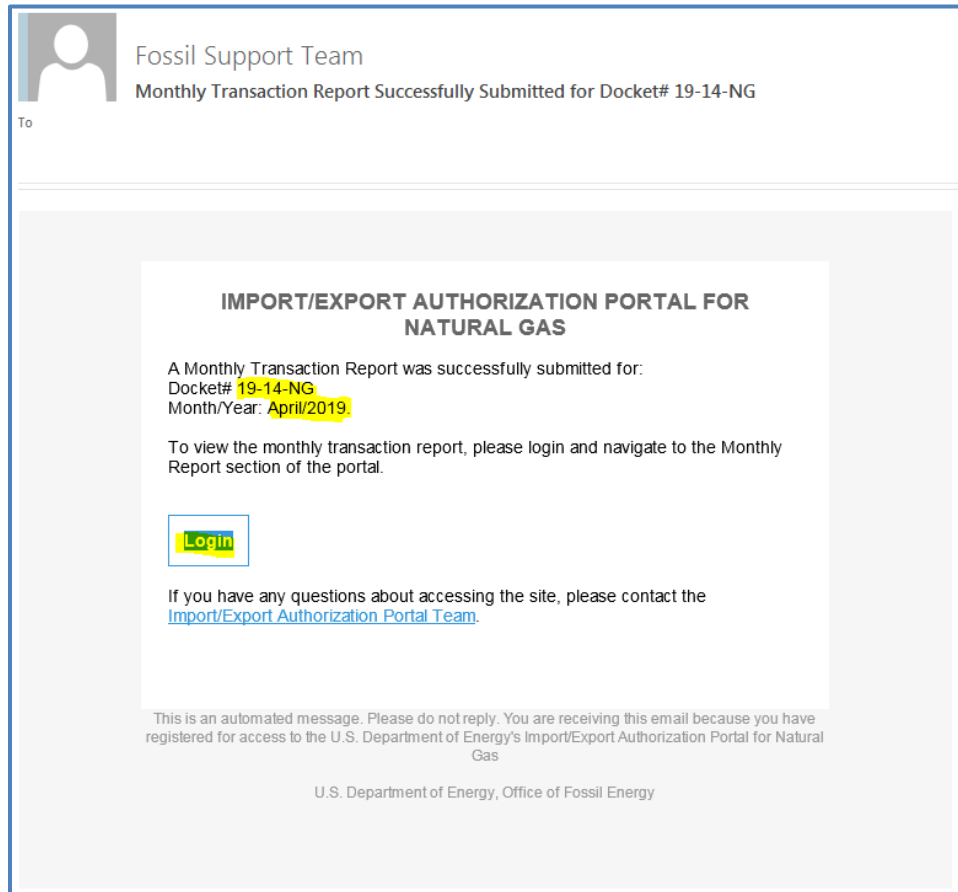 Fossil Support Team
Monthly Transaction Report Successfully Submitted for Docket# 19-14-NG
To
IMPORT/EXPORT AUTHORIZATION PORTAL FOR
NATURAL GAS
A Monthly Transaction Report was successfully submitted for:
Docket# 19-14-NG
Month/Year: April/2019.
To view the monthly transaction report, please login and navigate to the Monthly
Report section of the portal.
Login
If you have any questions about accessing the site, please contact the
Import/Export Authorization Portal Team.
This is an automated message. Please do not reply. You are receiving this email because you have
registered for access to the U.S. Department of Energy's Import/Export Authorization Portal for Natural
Gas
U.S. Department of Energy, Office of Fossil Energy